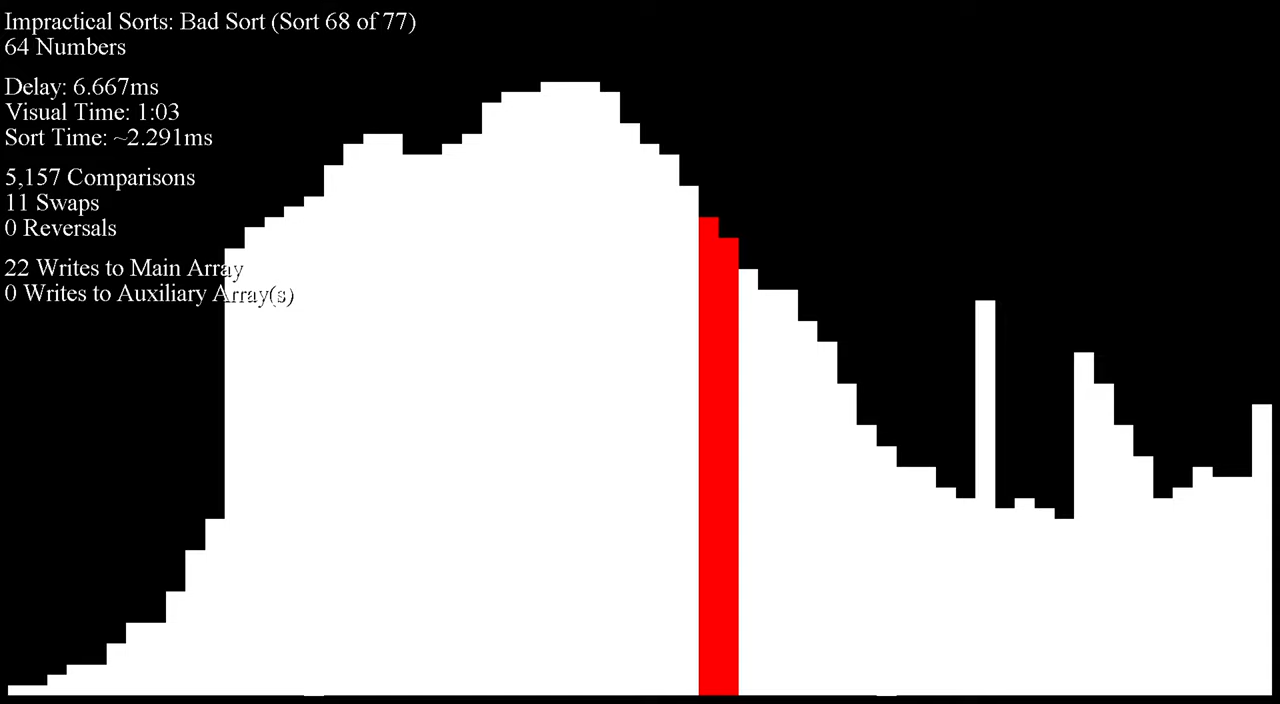 Impractical Sorts: Bad Sort (Sort 68 of 77)
64 Numbers
Delay: 6.667ms
Visual Time: 1:03
Sort Time: ~2.291ms
5,157 Comparisons
11 Swaps
0 Reversals
22 Writes to Main Array
0 Writes to Auxiliary Array(s)